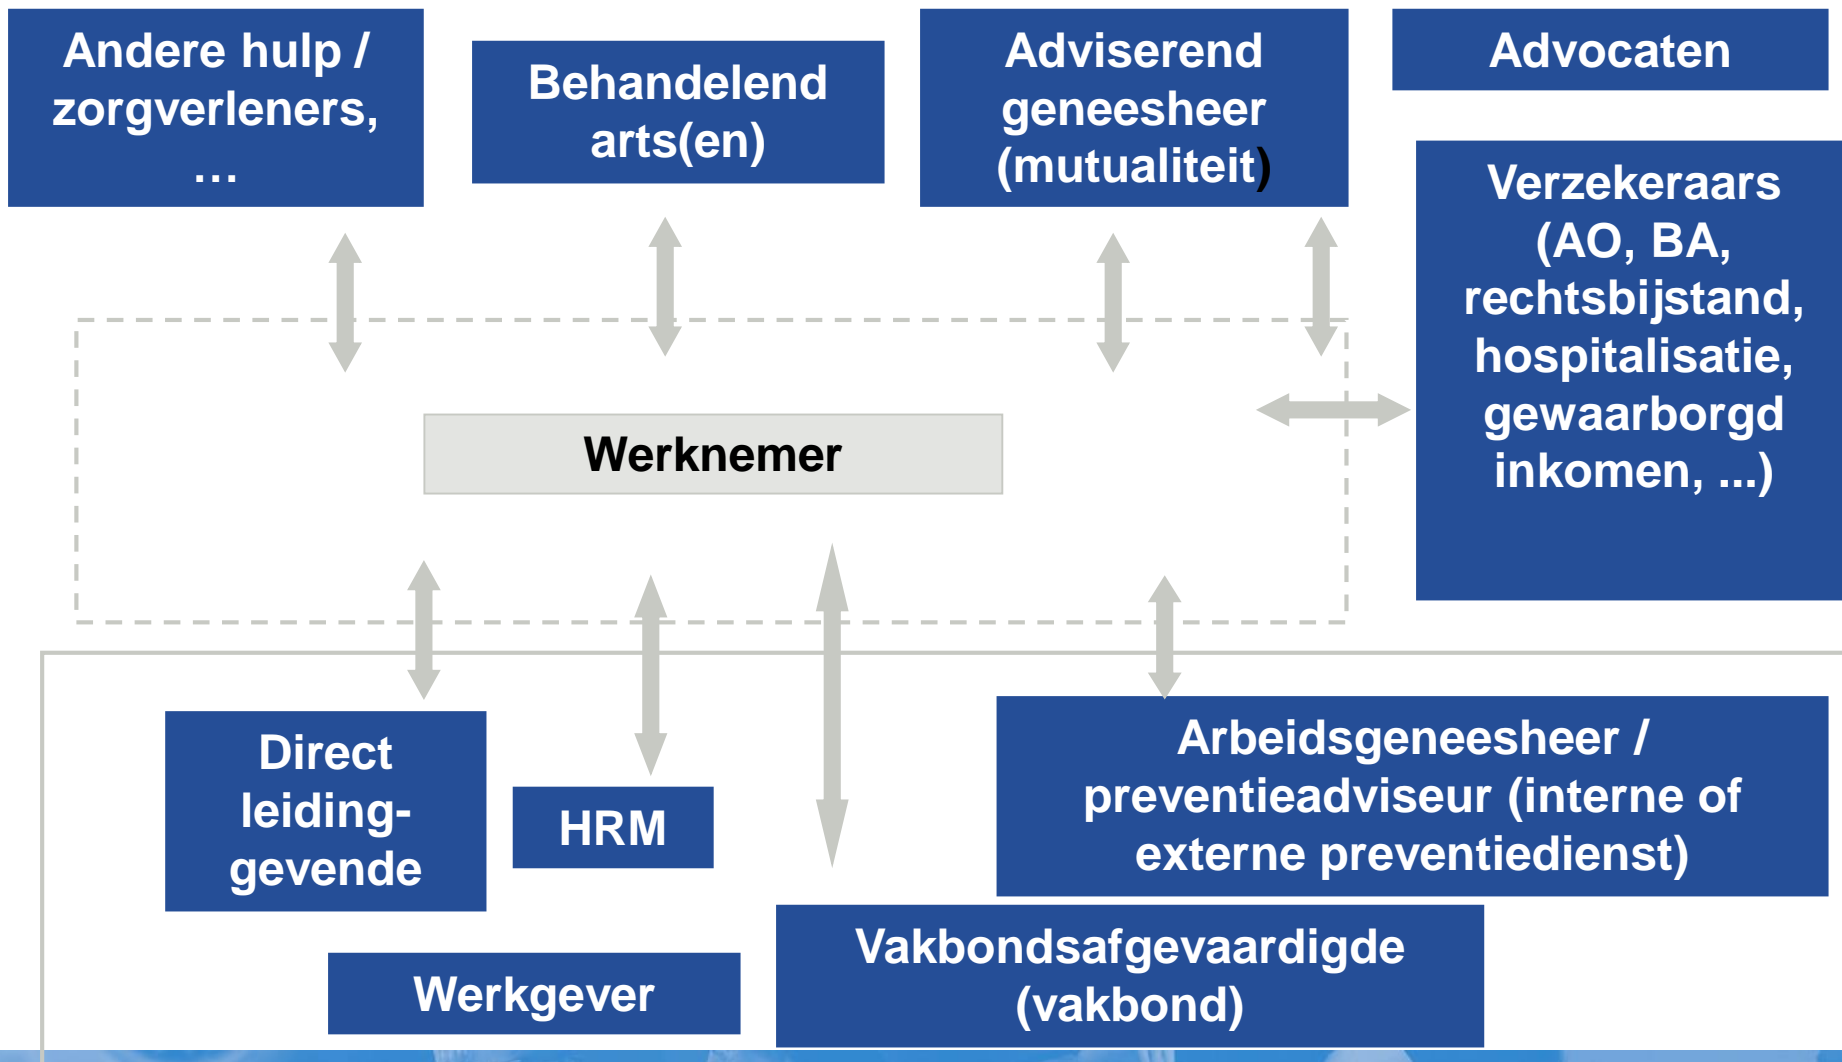 Andere hulp /
zorgverleners,
…
Behandelend
arts(en)
Adviserend
geneesheer
(mutualiteit)
Advocaten
Verzekeraars
(AO, BA,
rechtsbijstand,
hospitalisatie,
gewaarborgd
inkomen, ...)
Werknemer
Direct
leiding-
gevende
HRM
Arbeidsgeneesheer /
preventieadviseur (interne of
externe preventiedienst)
Werkgever
Vakbondsafgevaardigde
(vakbond)